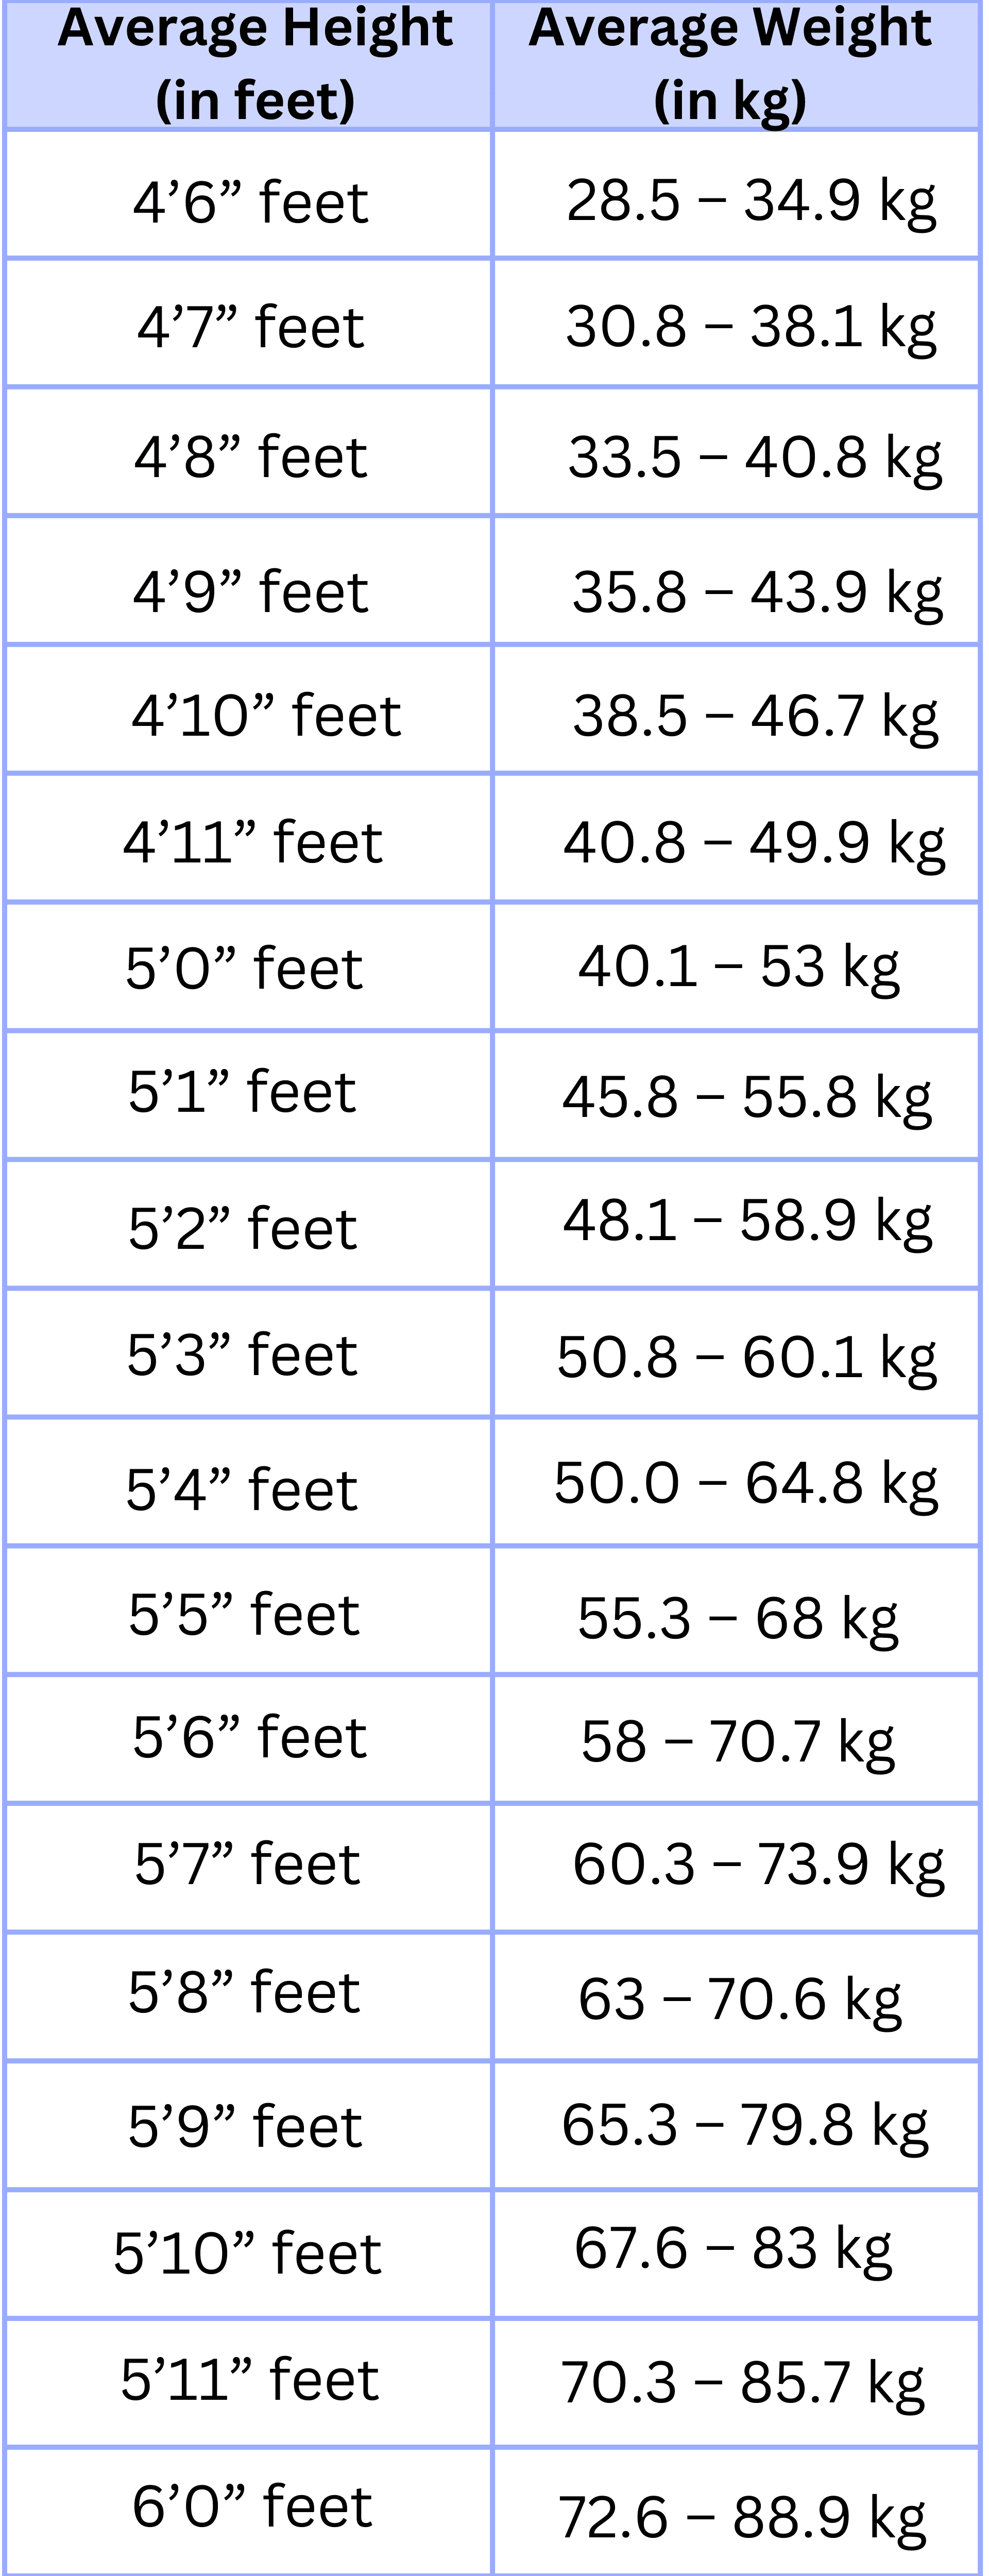 Average Height Average Weight
(in feet) (in kg)
4’6” feet 28.5 – 34.9 kg
4’7” feet 30.8 – 38.1 kg
4’8” feet 33.5 – 40.8 kg
4’9” feet 35.8 – 43.9 kg
4’10” feet 38.5 – 46.7 kg
4’11” feet 40.8 – 49.9 kg
5’0” feet 40.1 – 53 kg
5’1” feet 45.8 – 55.8 kg
5’2” feet 48.1 – 58.9 kg
5’3” feet 50.8 – 60.1 kg
5’4” feet 50.0 – 64.8 kg
5’5” feet 55.3 – 68 kg
5’6” feet 58 – 70.7 kg
5’7” feet 60.3 – 73.9 kg
5’8” feet 63 – 70.6 kg
5’9” feet 65.3 – 79.8 kg
5’10” feet 67.6 – 83 kg
5’11” feet 70.3 – 85.7 kg
6’0” feet 72.6 – 88.9 kg